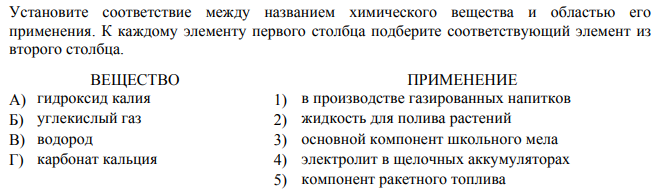 Установите соответствие между названием химического вещества и областью его
применения. К каждому элементу первого столбца подберите соответствующий элемент из
второго столбца.
ВЕЩЕСТВО ПРИМЕНЕНИЕ
А) гидроксид калия 1) в производстве газированных напитков
Б) углекислый газ 2) жидкость для полива растений
В) водород 3) основной компонент школьного мела
Г) карбонат кальция 4) электролит в щелочных аккумуляторах
5) компонент ракетного топлива